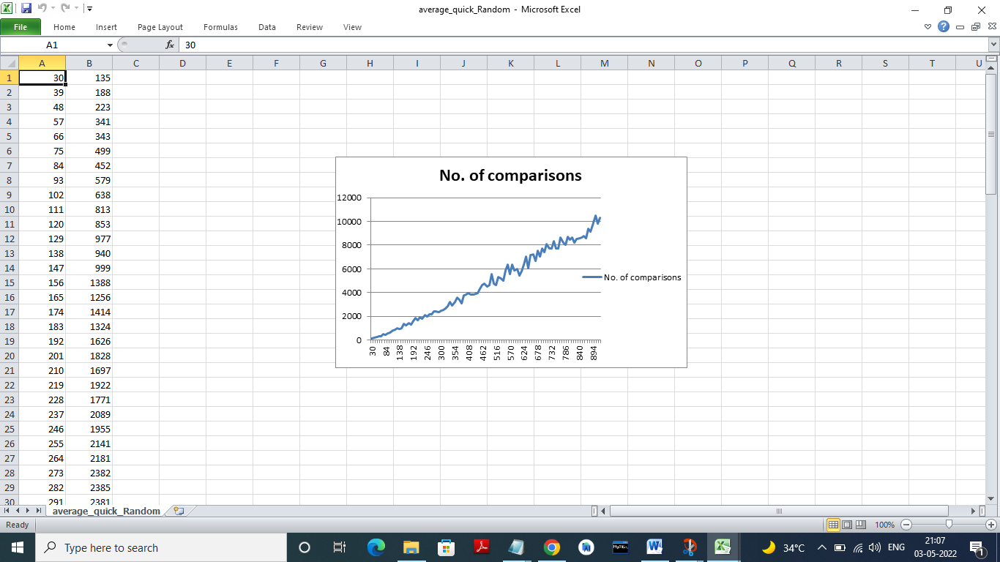 average_quick_Random - Microsoft Excel
File Home Insert Page Layout Formulas Data Review View
A1 fx 30
A B C D E F G H I J K L M N O P Q R S T U
1 30 135
2 39 188
3 48 223
4 57 341
5 66 343
6 75 499
7 84 452
8 93 579
9 102 638
10 111 813
11 120 853
12 129 977
13 138 940
14 147 999
15 156 1388
16 165 1256
17 174 1414
18 183 1324
19 192 1626
20 201 1828
21 210 1697
22 219 1922
23 228 1771
24 237 2089
25 246 1955
26 255 2141
27 264 2181
28 273 2382
29 282 2385
30 291 2381
No. of comparisons
12000
10000
8000
6000
4000
2000
0
30 84 138 192 246 300 354 408 462 516 570 624 678 732 786 840 894
No. of comparisons
average_quick_Random
Ready 100%
Type here to search
MySQL
34°C ENG
21:07
03-05-2022
1